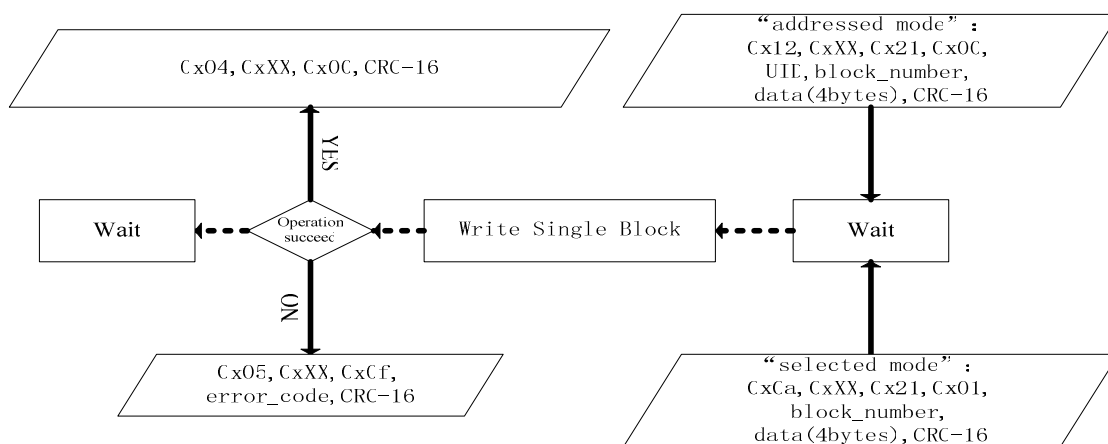 “addressed mode”:
Cx12, CxXX, Cx21, Cx0C,
UID, block_number,
data(4bytes), CRC-16
Cx04, CxXX, Cx0C, CRC-16
YES
Wait
Operation
succeed
Write Single Block
Wait
ON
Cx05, CxXX, CxCf,
error_code, CRC-16
“selected mode”:
CxCa, CxXX, Cx21, Cx01,
block_number,
data(4bytes), CRC-16